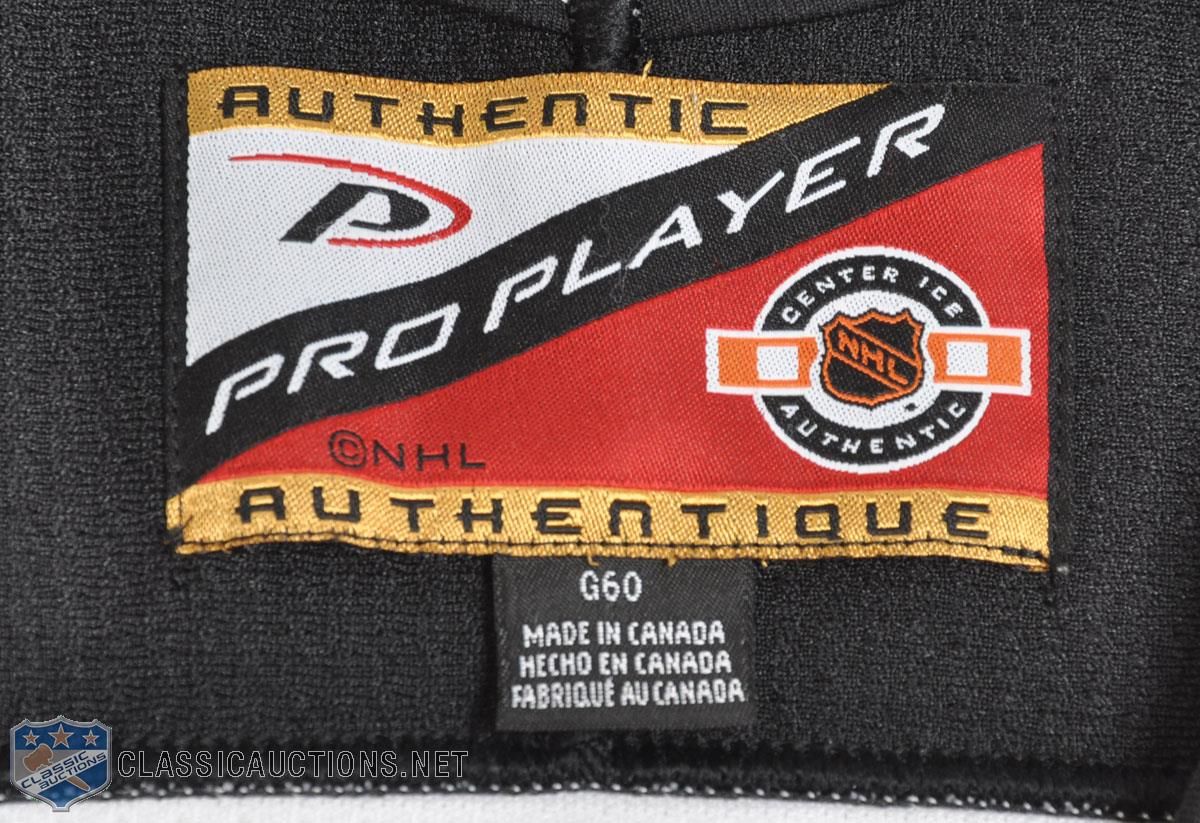 AUTHENTIC
PRO PLAYER
CENTER ICE
NHL
AUTHENTIC
©NHL
AUTHENTIQUE
G60
MADE IN CANADA
HECHO EN CANADA
FABRIQUÉ AU CANADA
CLASSIC
AUCTIONS
CLASSICAUCTIONS.NET